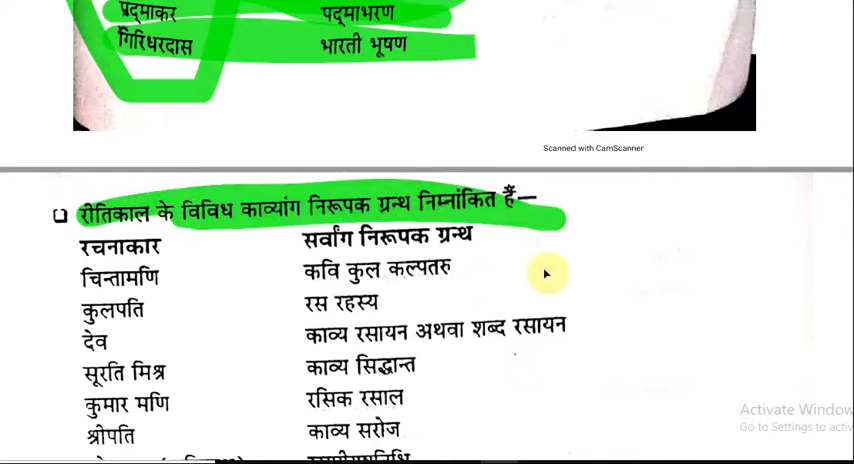 पद्माकर पद्माभरण
गिरिधरदास भारती भूषण
Scanned with CamScanner
❑ रीतिकाल के विविध काव्यांग निरूपक ग्रन्थ निम्नांकित हैं—
रचनाकार सर्वांग निरूपक ग्रन्थ
चिन्तामणि कवि कुल कल्पतरु
कुलपति रस रहस्य
देव काव्य रसायन अथवा शब्द रसायन
सूरति मिश्र काव्य सिद्धान्त
कुमार मणि रसिक रसाल
श्रीपति काव्य सरोज
Activate Window
Go to Settings to activ